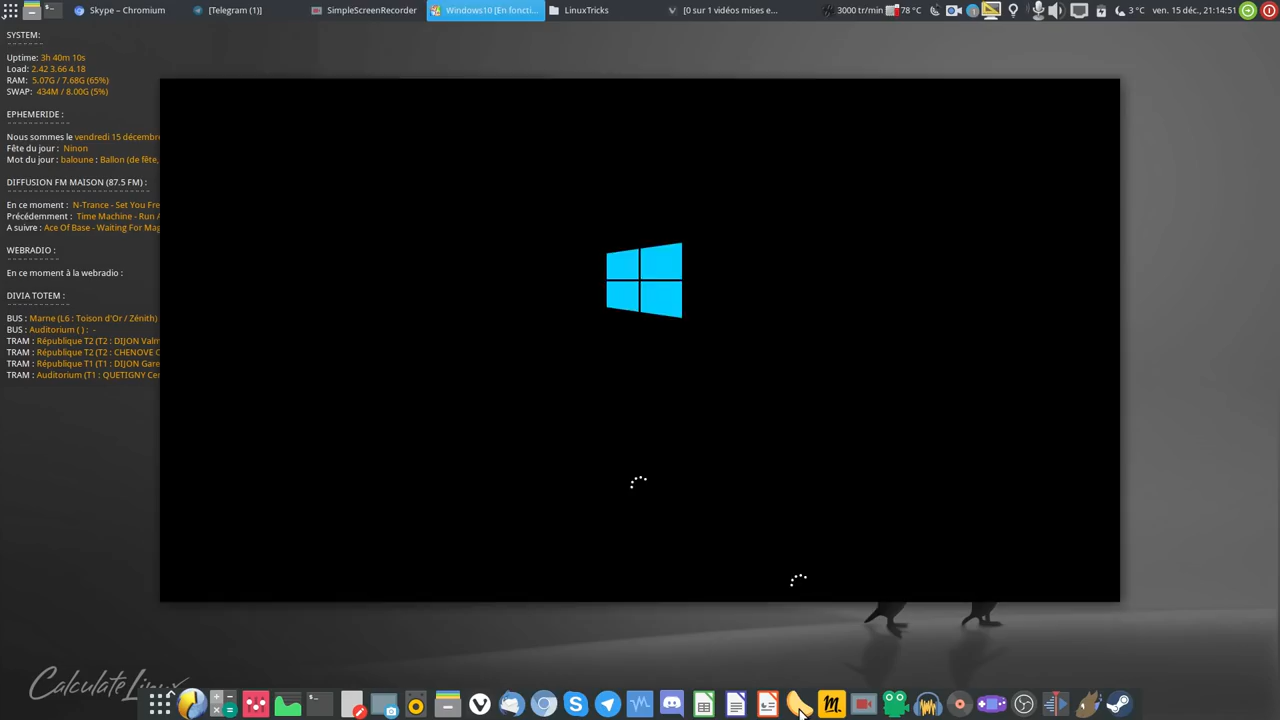 Skype – Chromium
[Telegram (1)]
SimpleScreenRecorder
Windows10 [En foncti...
LinuxTricks
[0 sur 1 vidéos mises e...
3000 tr/min
78 °C
3 °C
ven. 15 déc., 21:14:51
SYSTEM:
Uptime: 3h 40m 10s
Load: 2.42 3.66 4.18
RAM: 5.07G / 7.68G (65%)
SWAP: 434M / 8.00G (5%)
EPHEMERIDE :
Nous sommes le vendredi 15 décembre
Fête du jour : Ninon
Mot du jour : baloune : Ballon (de fête,
DIFFUSION FM MAISON (87.5 FM) :
En ce moment : N-Trance - Set You Fre
Précédemment : Time Machine - Run A
A suivre : Ace Of Base - Waiting For Mag
WEBRADIO :
En ce moment à la webradio :
DIVIA TOTEM :
BUS : Marne (L6 : Toison d'Or / Zénith)
BUS : Auditorium ( ) : -
TRAM : République T2 (T2 : DIJON Valm
TRAM : République T2 (T2 : CHENOVE C
TRAM : République T1 (T1 : DIJON Gare
TRAM : Auditorium (T1 : QUETIGNY Cen
Calculate Linux